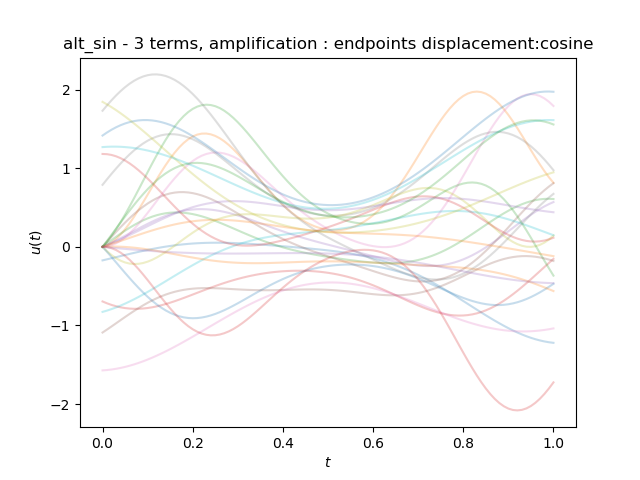 alt_sin - 3 terms, amplification : endpoints displacement:cosine
2
1
0
−1
−2
u(t)
0.0 0.2 0.4 0.6 0.8 1.0
t